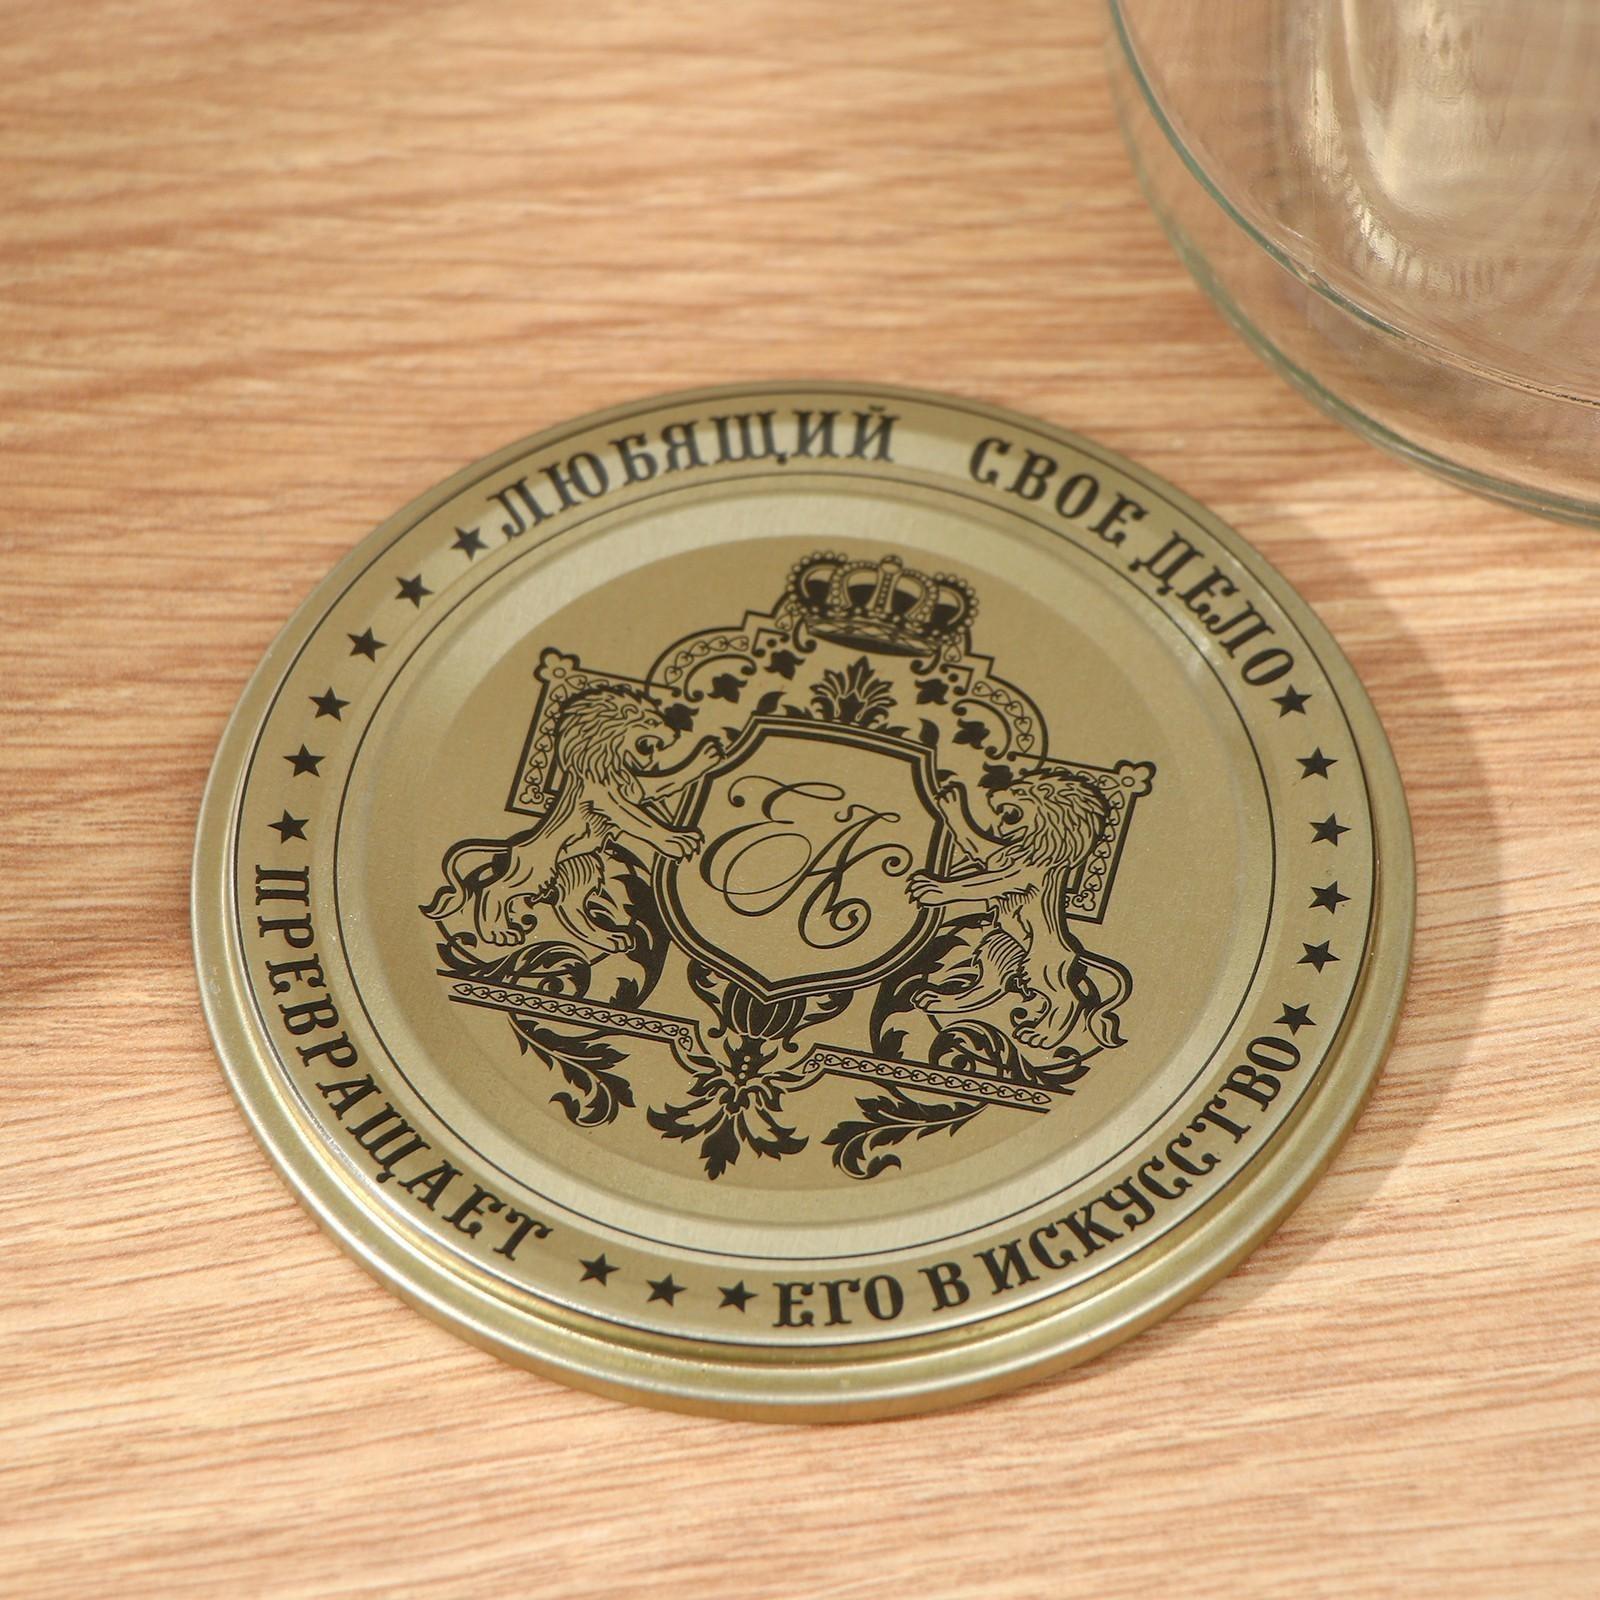 ЛЮБЯЩИЙ СВОЕ ДЕЛО
ПРЕВРАЩАЕТ
ЕГО В ИСКУССТВО
ЕА